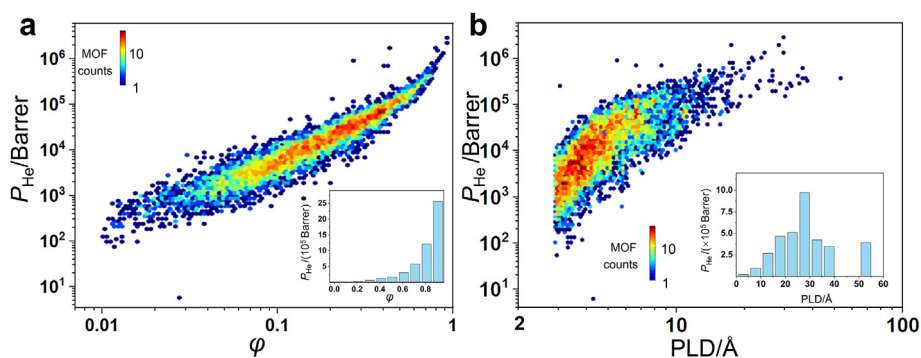 a
MOF
counts
10
1
P_He/Barrer
10^6
10^5
10^4
10^3
10^2
10^1
0.01
0.1
1
φ
P_He/(10^5 Barrer)
25
20
15
10
5
0.0 0.2 0.4 0.6 0.8
φ
b
P_He/Barrer
10^6
10^5
10^4
10^3
10^2
10^1
2
10
100
PLD/Å
MOF
counts
10
1
P_He/(×10^5 Barrer)
10.0
7.5
5.0
2.5
0 10 20 30 40 50 60
PLD/Å